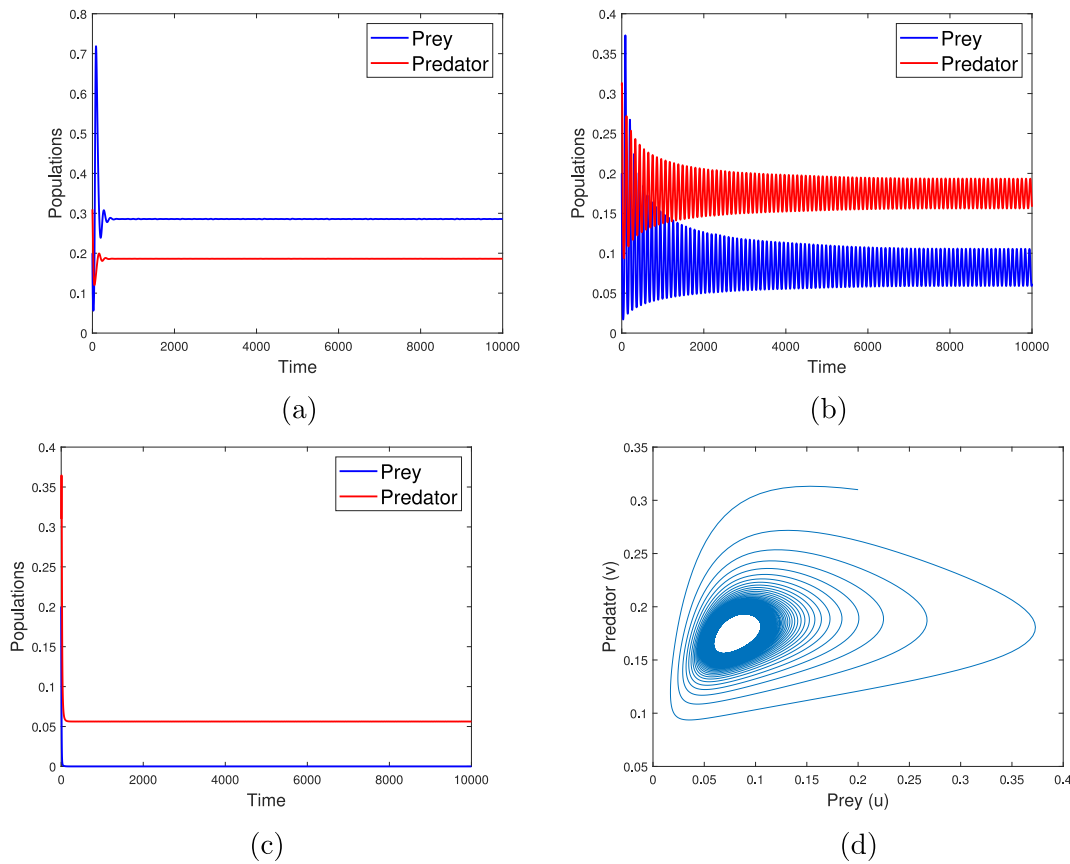 0.8
0.7
0.6
0.5
0.4
0.3
0.2
0.1
0
Populations
0 2000 4000 6000 8000 10000
Time
Prey
Predator
(a)
0.4
0.35
0.3
0.25
0.2
0.15
0.1
0.05
0
Populations
0 2000 4000 6000 8000 10000
Time
Prey
Predator
(b)
0.4
0.35
0.3
0.25
0.2
0.15
0.1
0.05
0
Populations
0 2000 4000 6000 8000 10000
Time
Prey
Predator
(c)
0.35
0.3
0.25
0.2
0.15
0.1
0.05
Predator (v)
0 0.05 0.1 0.15 0.2 0.25 0.3 0.35 0.4
Prey (u)
(d)